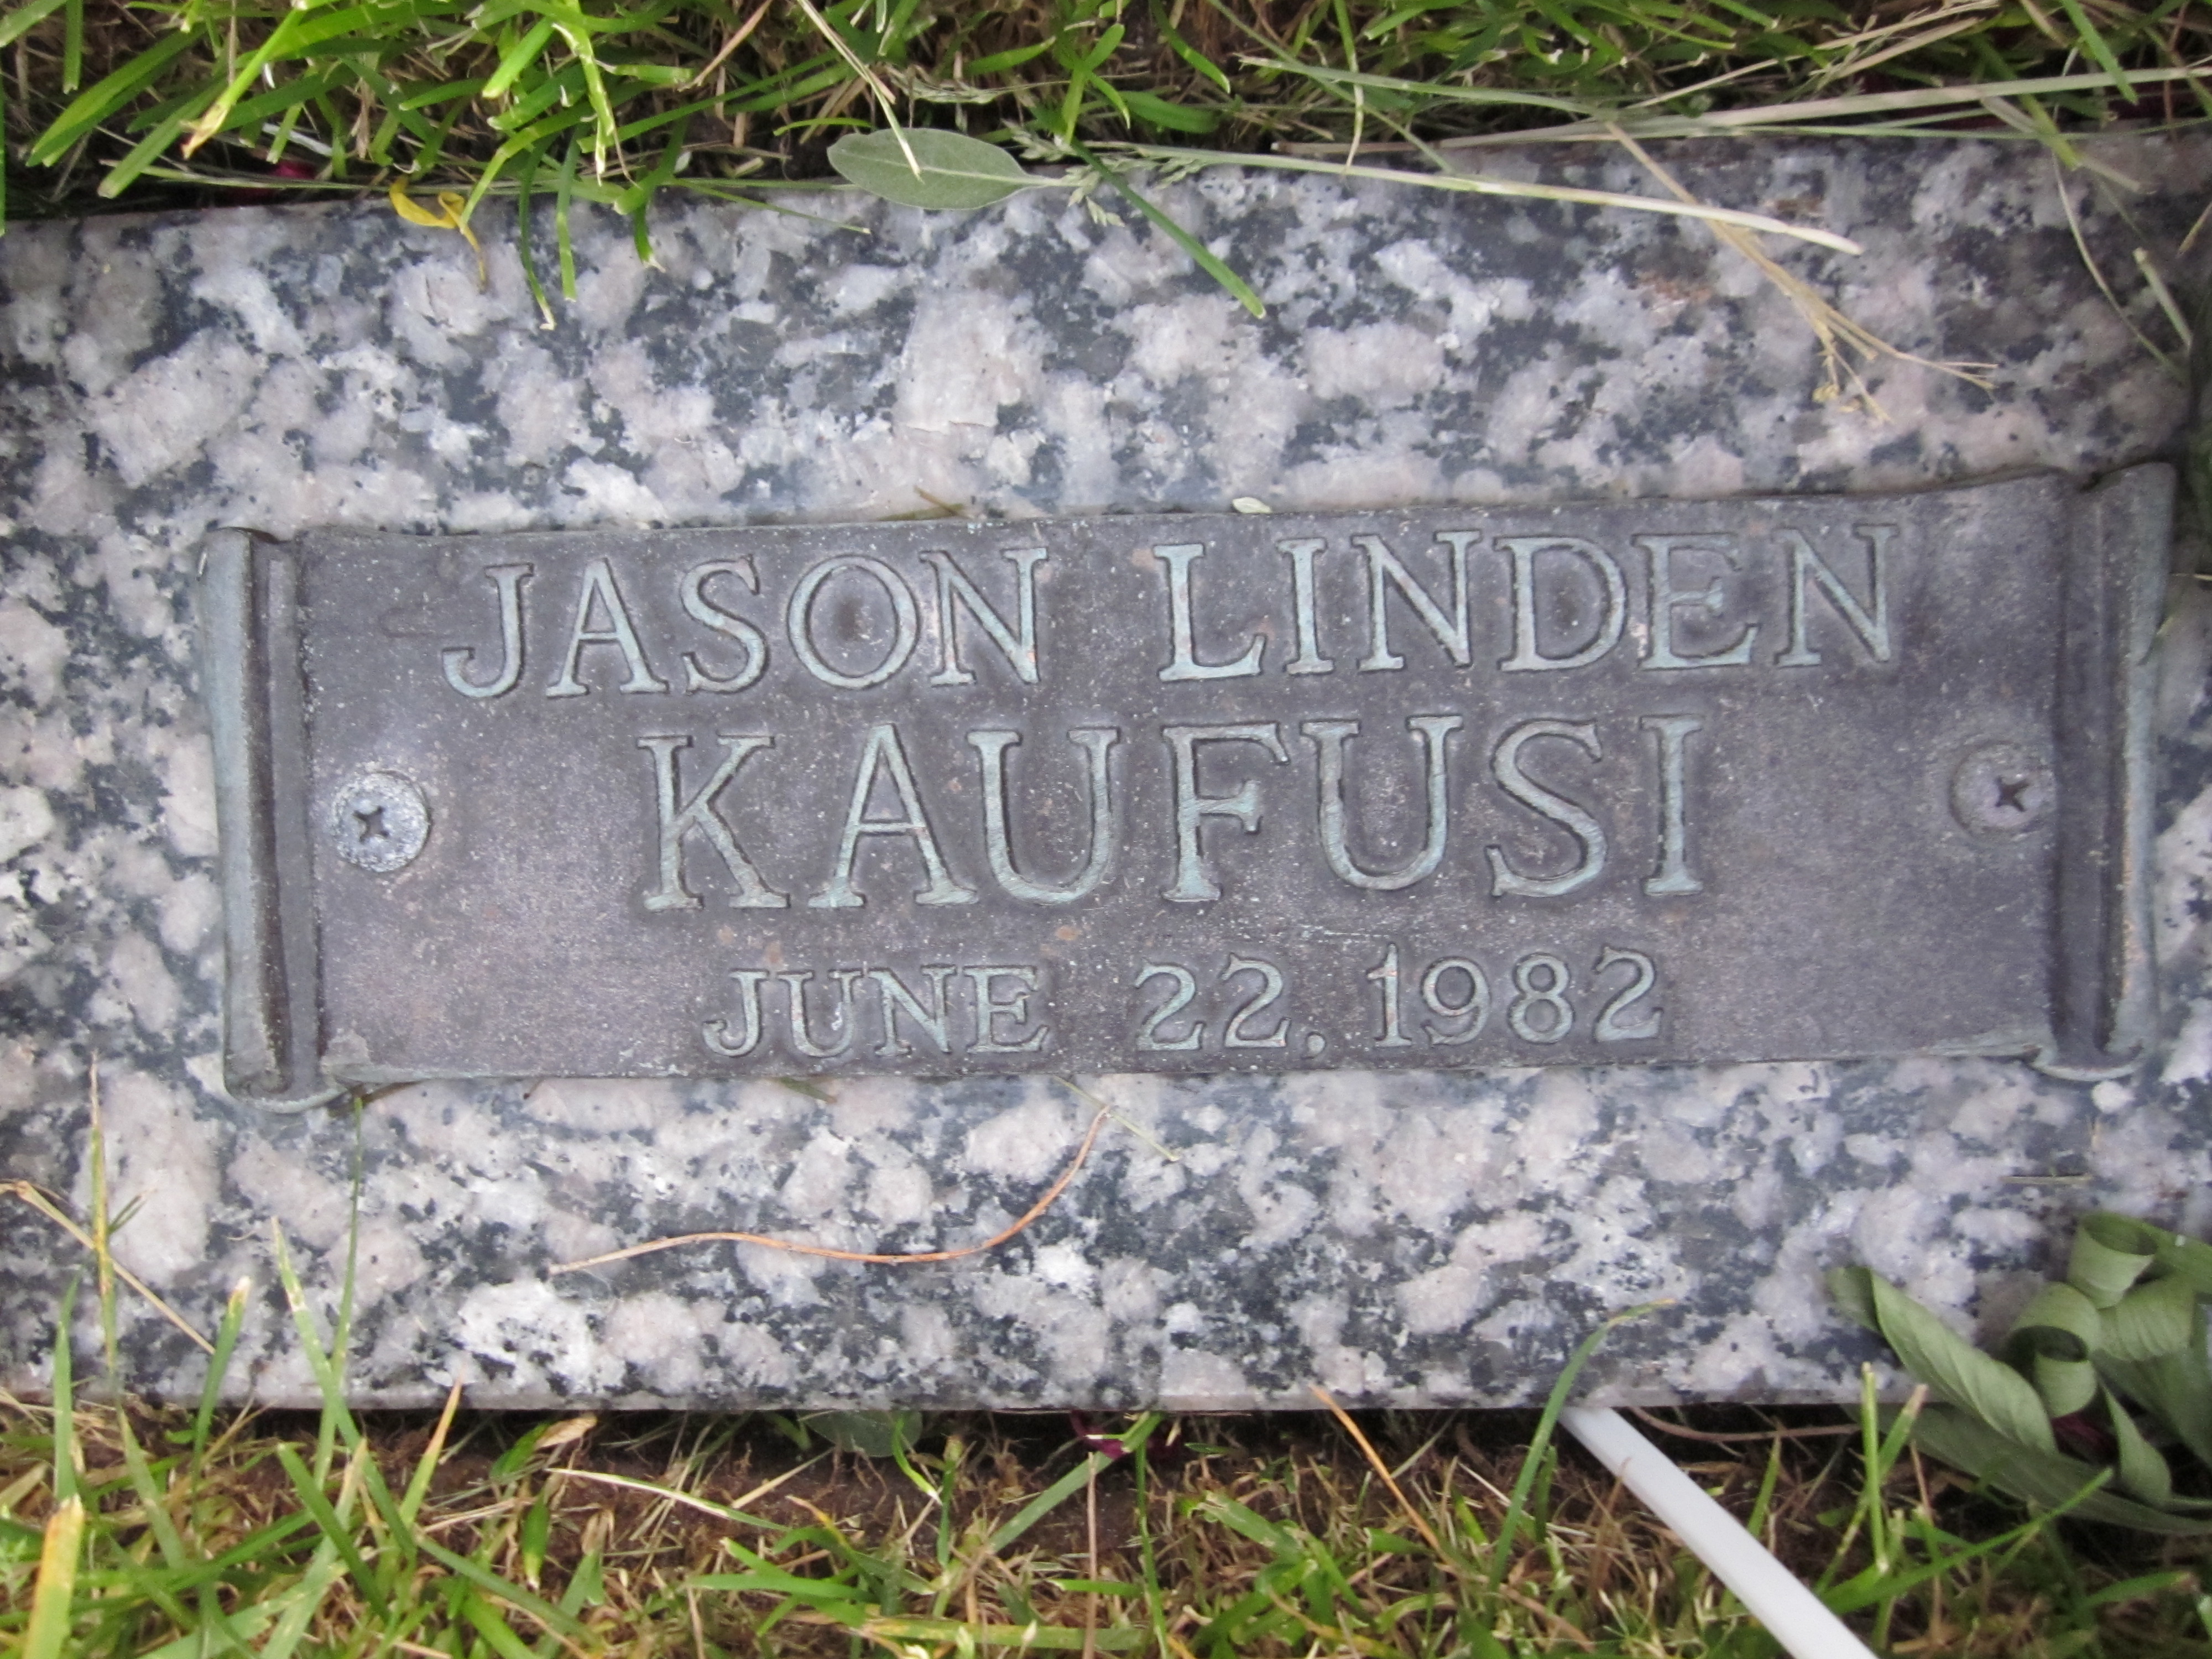 JASON LINDEN
KAUFUSI
JUNE 22, 1982